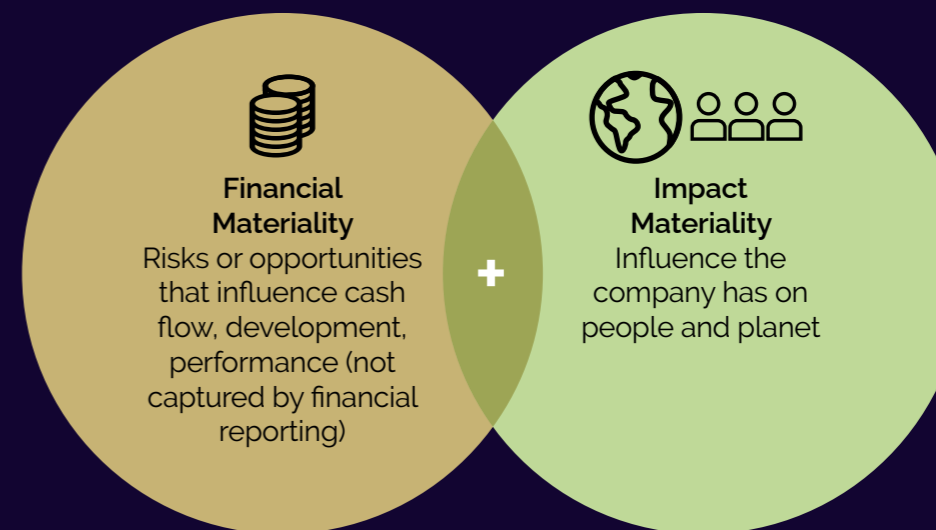 Financial
Materiality
Risks or opportunities
that influence cash
flow, development,
performance (not
captured by financial
reporting)
+
Impact
Materiality
Influence the
company has on
people and planet